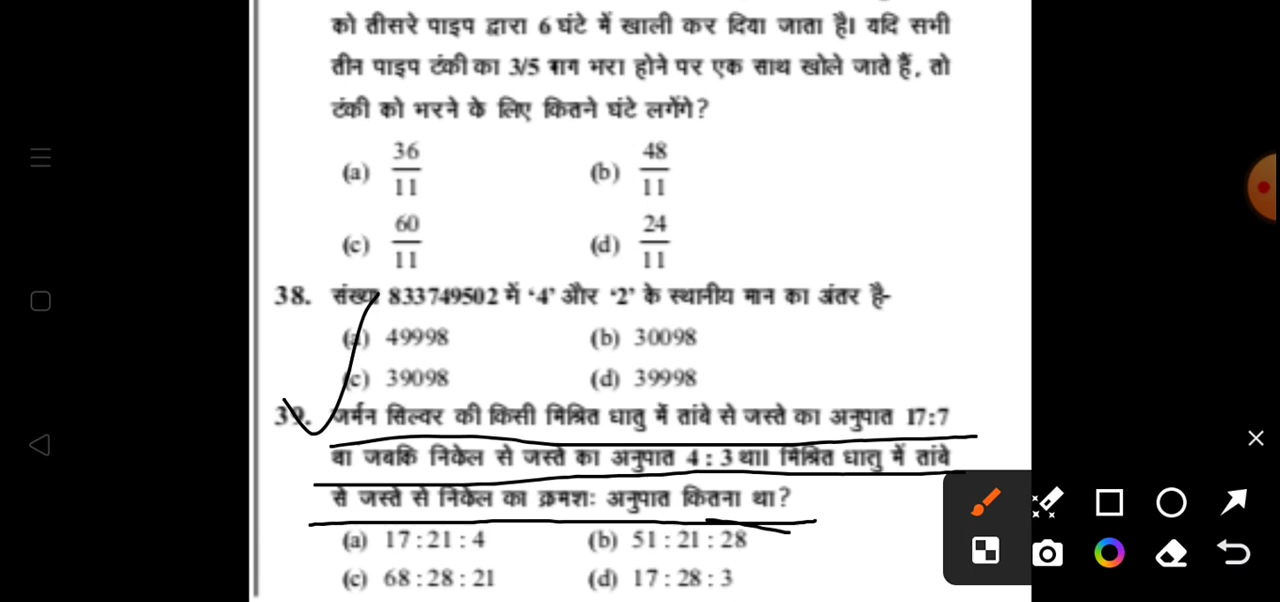 को तीसरे पाइप द्वारा 6 घंटे में खाली कर दिया जाता है। यदि सभी
तीन पाइप टंकी का 3/5 भाग भरा होने पर एक साथ खोले जाते हैं, तो
टंकी को भरने के लिए कितने घंटे लगेंगे?
(a) 36/11 (b) 48/11
(c) 60/11 (d) 24/11
38. संख्या 833749502 में ‘4’ और ‘2’ के स्थानीय मान का अंतर है-
(a) 49998 (b) 30098
(c) 39098 (d) 39998
39. जर्मन सिल्वर की किसी मिश्रित धातु में तांबे से जस्ते का अनुपात 17:7
था जबकि निकेल से जस्ते का अनुपात 4 : 3 था। मिश्रित धातु में तांबे
से जस्ते से निकेल का क्रमशः अनुपात कितना था?
(a) 17 : 21 : 4 (b) 51 : 21 : 28
(c) 68 : 28 : 21 (d) 17 : 28 : 3